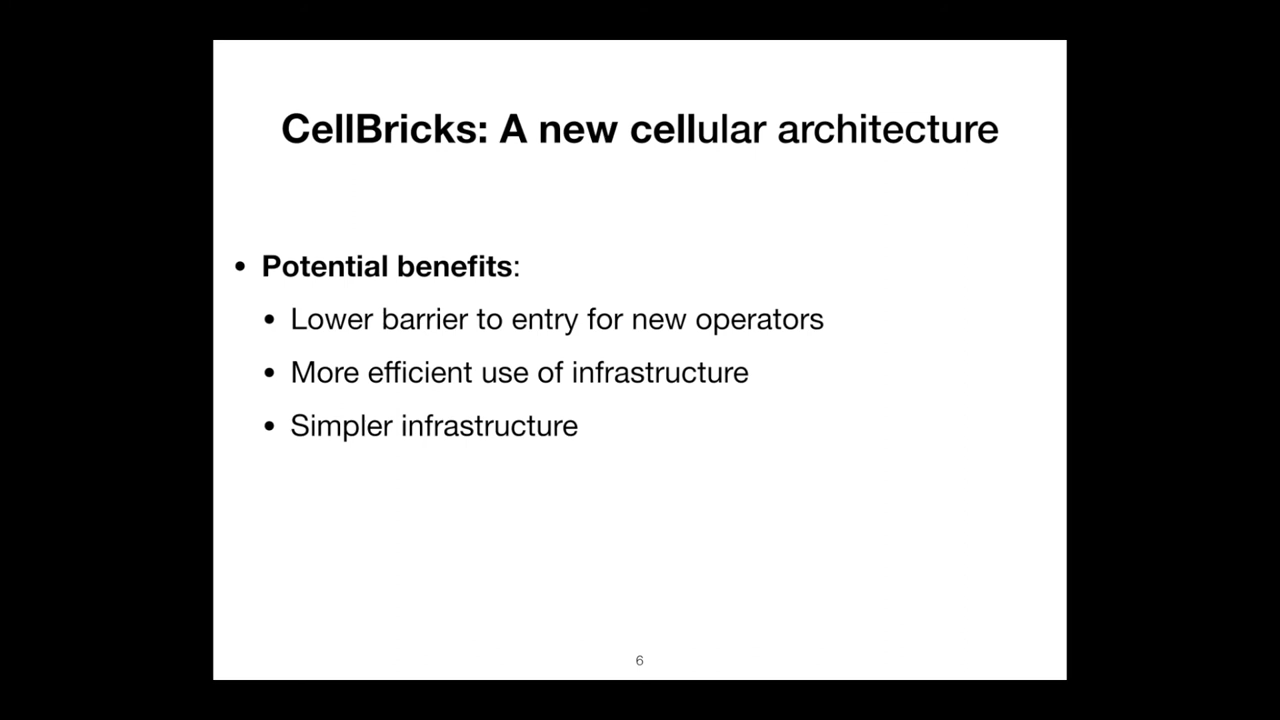 CellBricks: A new cellular architecture
• Potential benefits:
• Lower barrier to entry for new operators
• More efficient use of infrastructure
• Simpler infrastructure
6